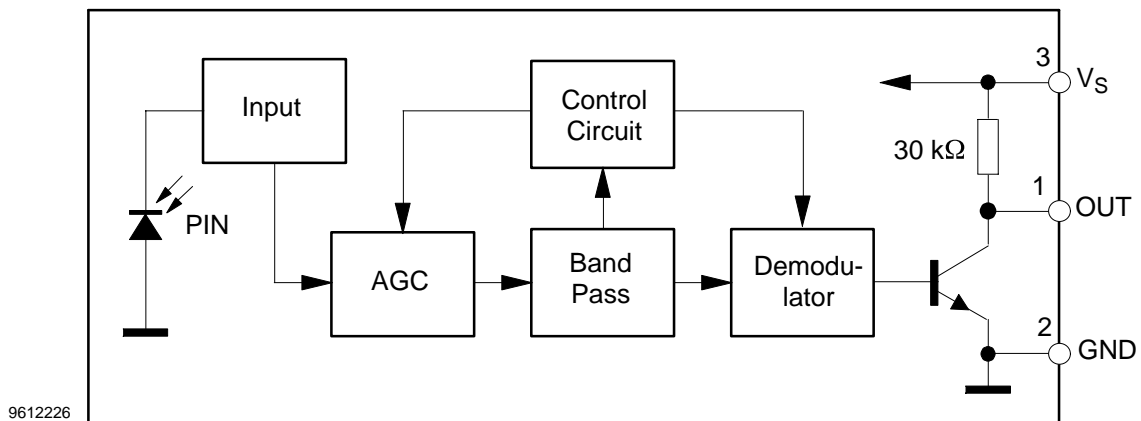 3
V_S
Input
Control
Circuit
30 kΩ
1
OUT
PIN
AGC
Band
Pass
Demodu-
lator
2
GND
9612226